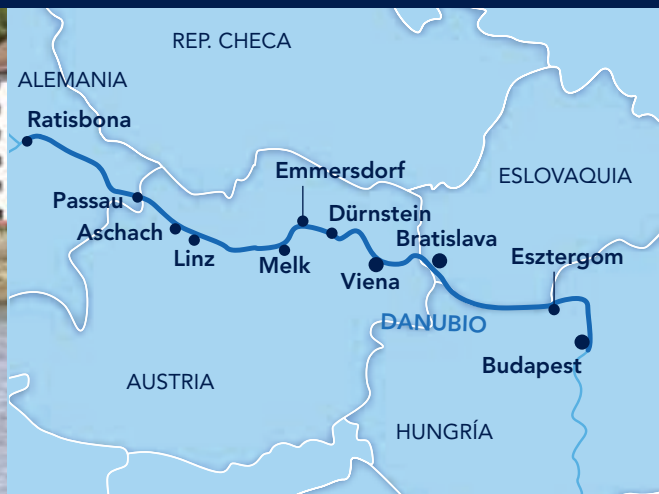 REP. CHECA
ALEMANIA
Ratisbona
Emmersdorf
ESLOVAQUIA
Passau
Dürnstein
Aschach
Bratislava
Linz
Melk
Esztergom
Viena
DANUBIO
Budapest
AUSTRIA
HUNGRÍA